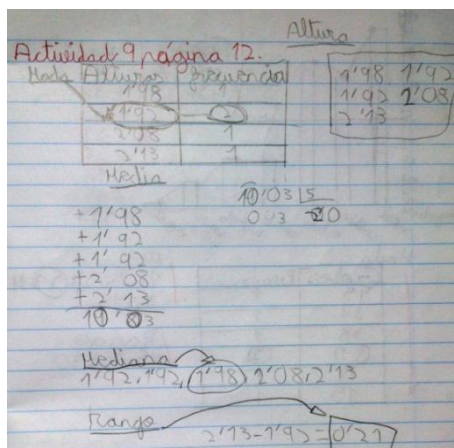 Altura
Actividad 9 página 12.
Moda Alturas frecuencia
1'98 1
1'92 2
2'08 1
2'13 1
1'98 1'92
1'92 2'08
2'13
Media
+1'98
+1'92
+1'92
+2'08
+2'13
10'03
10'03 5
0 03 20
Mediana
1'92, 1'92, 1'98, 2'08, 2'13
Rango
2'13-1'92=0'21